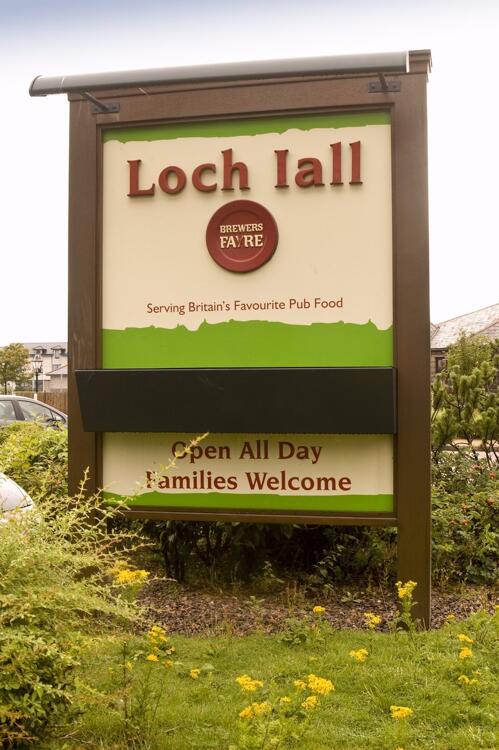 Loch Iall
BREWERS
FAYRE
Serving Britain's Favourite Pub Food
Open All Day
Families Welcome